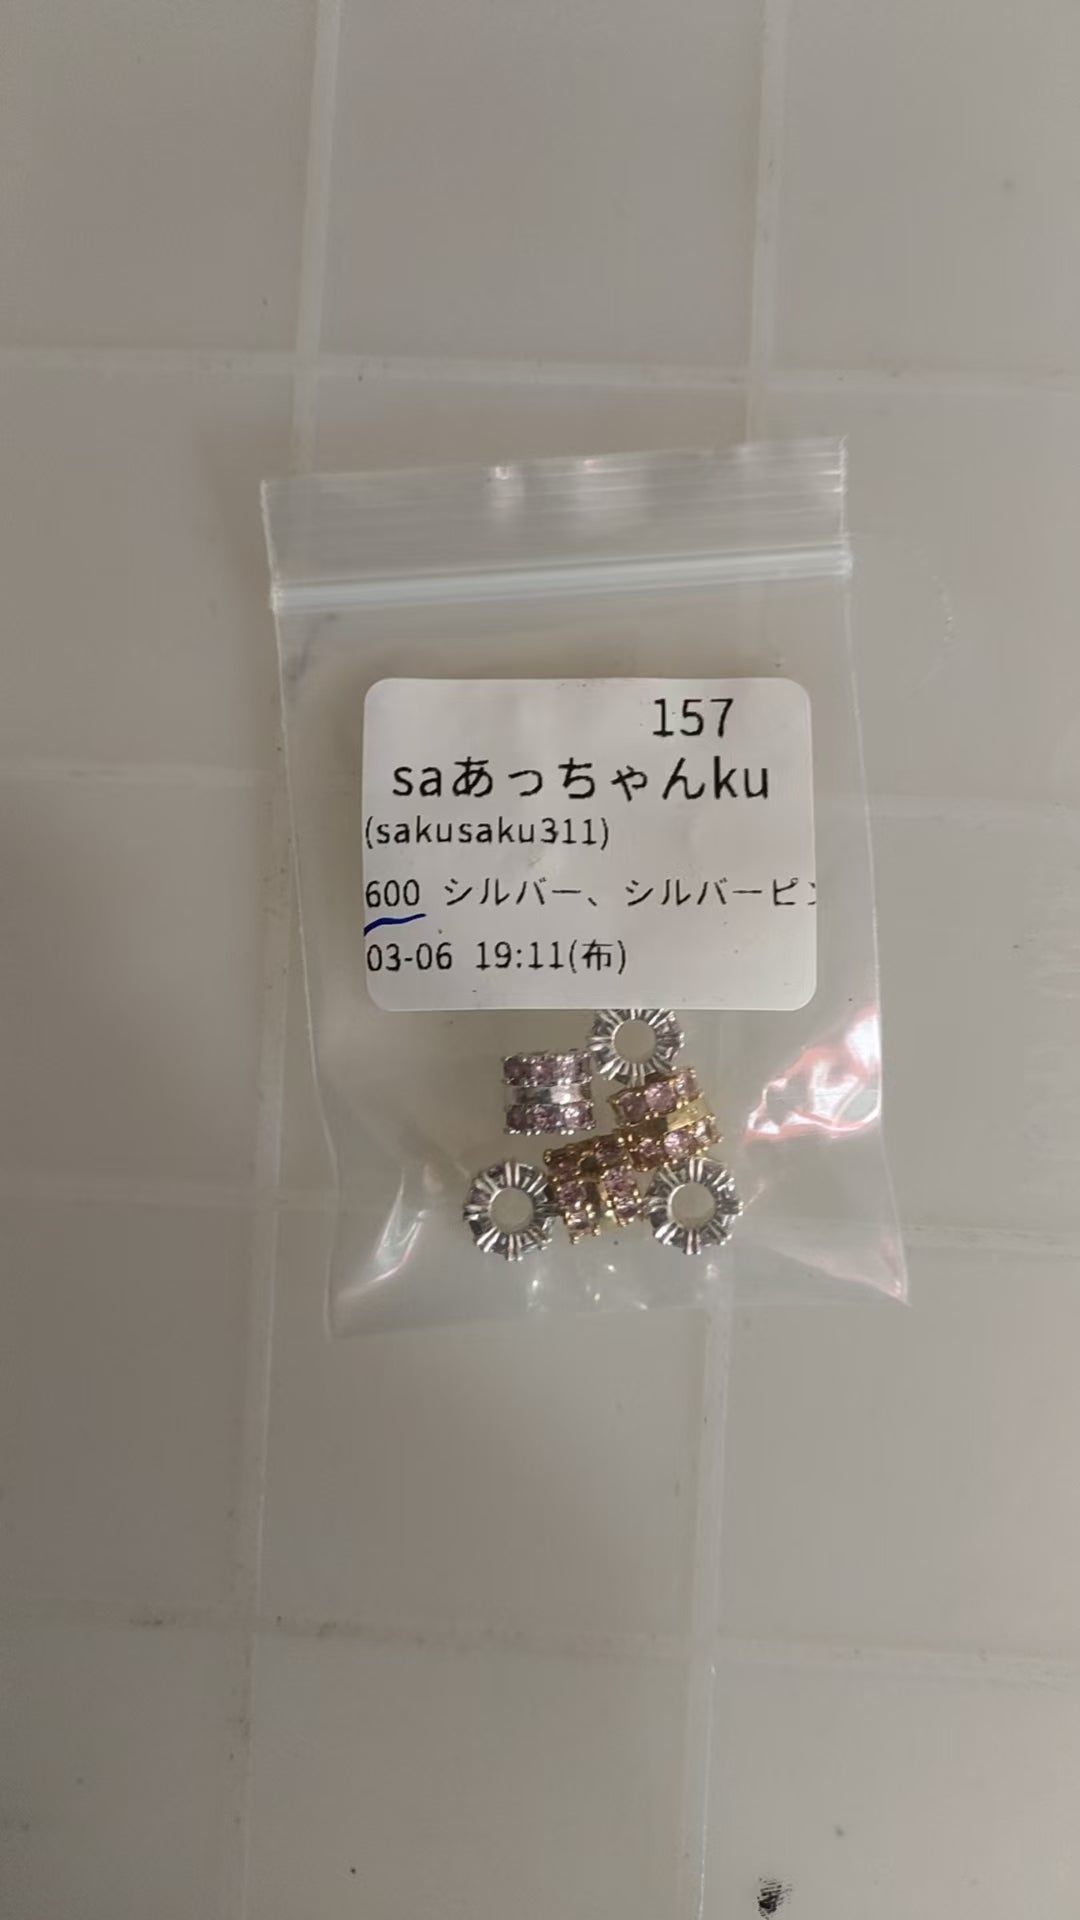 157
saあっちゃんku
(sakusaku311)
600 シルバー、シルバーピ
03-06 19:11(布)